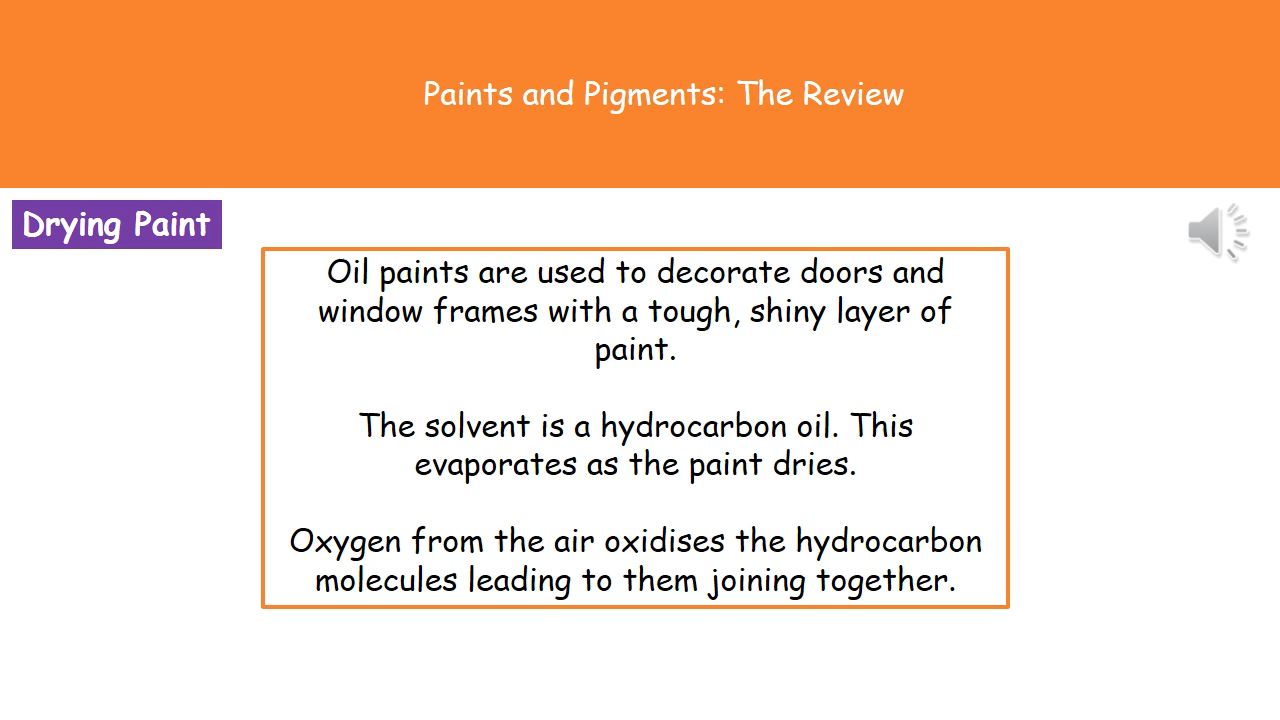 Paints and Pigments: The Review
Drying Paint
Oil paints are used to decorate doors and
window frames with a tough, shiny layer of
paint.
The solvent is a hydrocarbon oil. This
evaporates as the paint dries.
Oxygen from the air oxidises the hydrocarbon
molecules leading to them joining together.